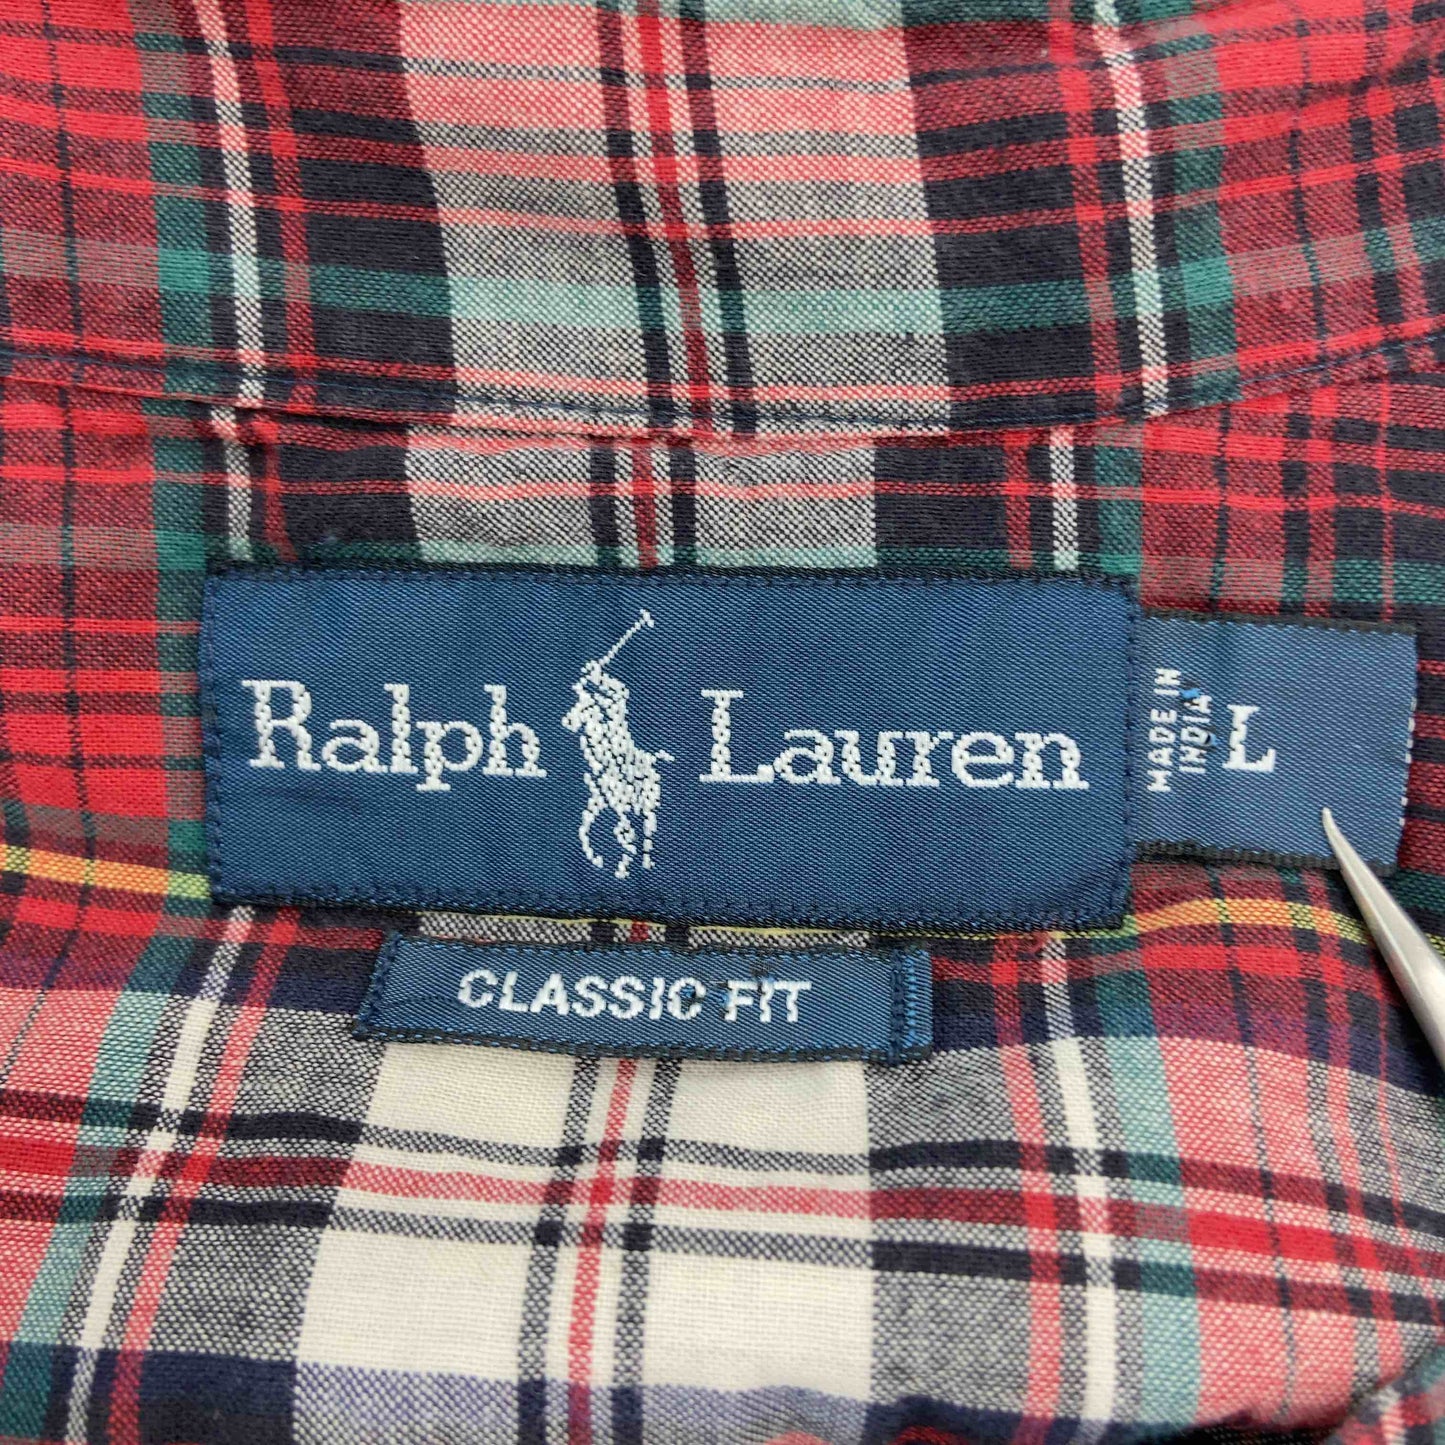 Ralph Lauren
MADE IN
INDIA
L
CLASSIC FIT